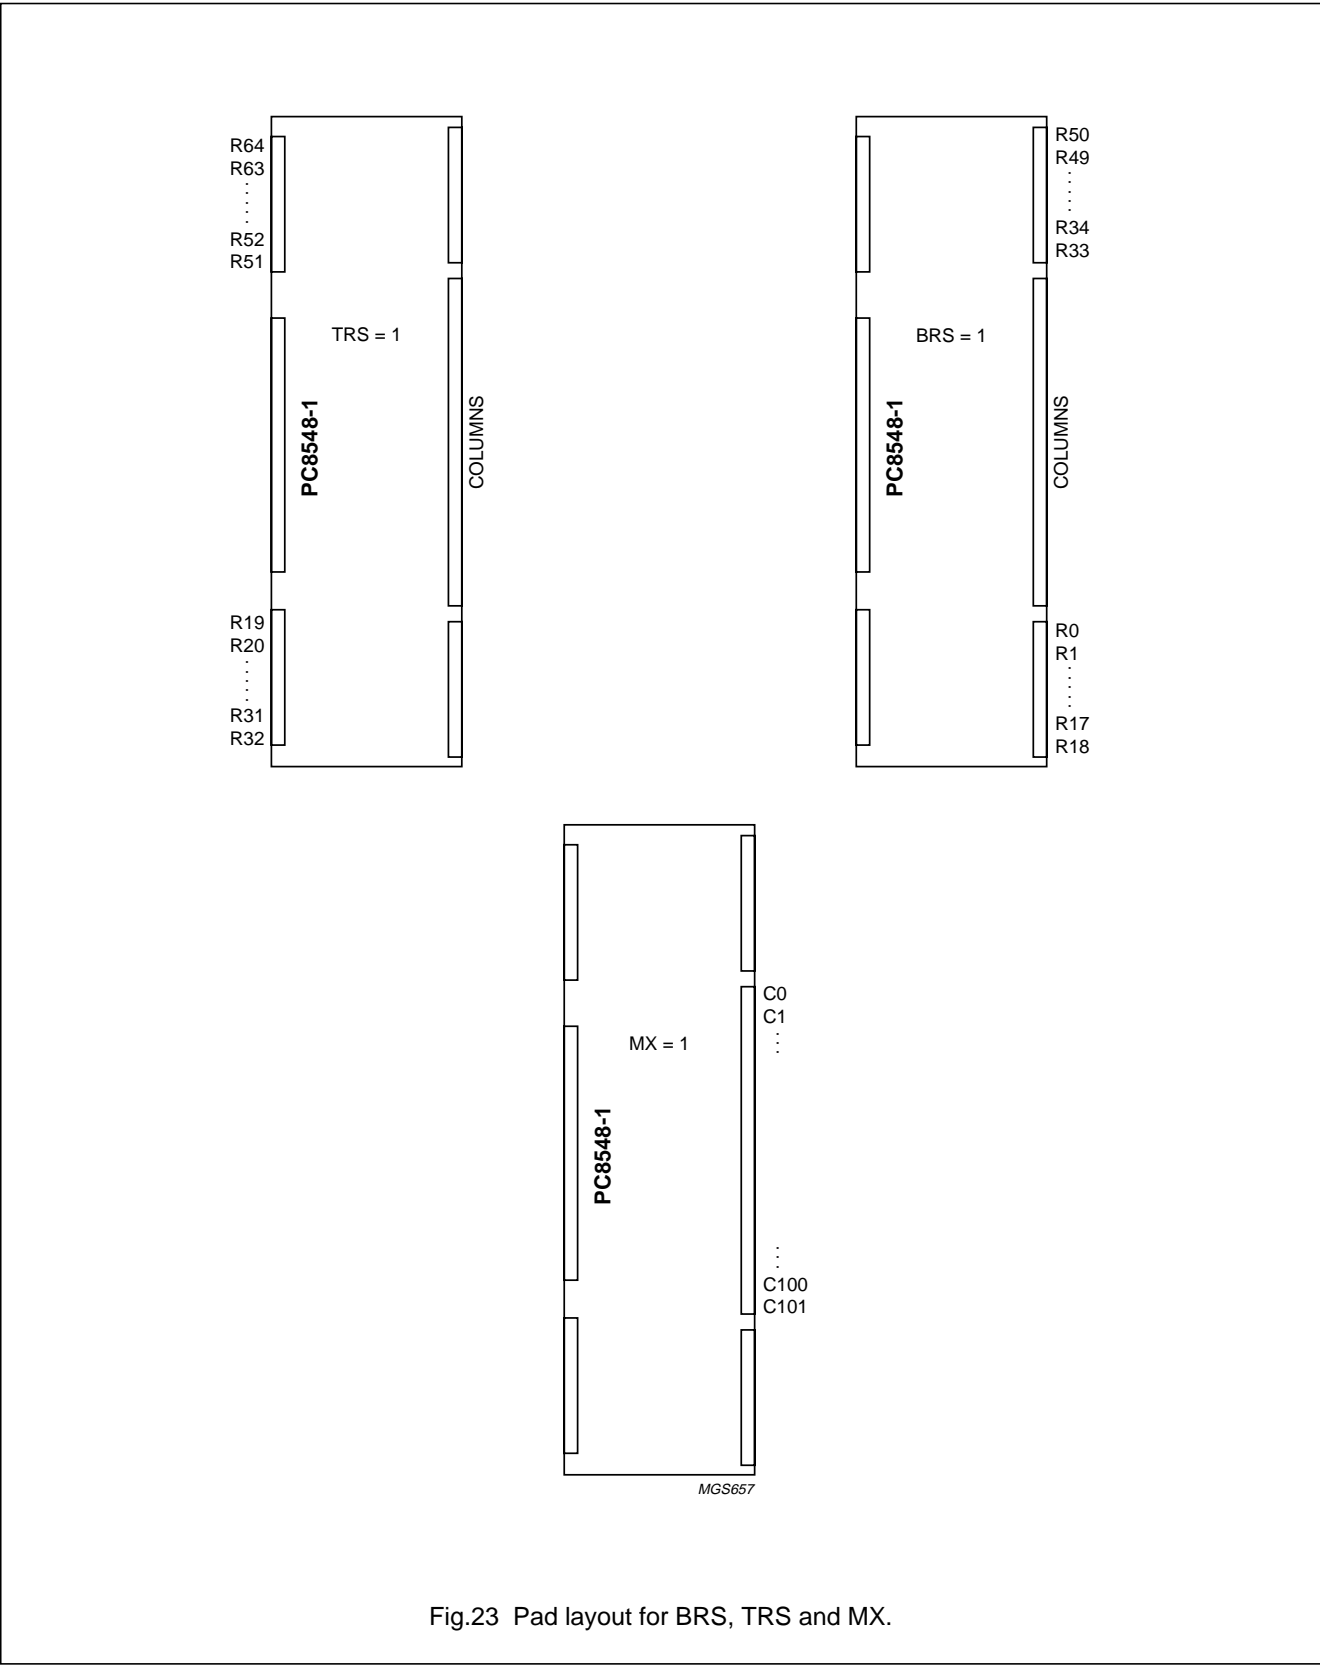 R64
R63
R52
R51
TRS = 1
PC8548-1
COLUMNS
R19
R20
R31
R32
R50
R49
R34
R33
BRS = 1
PC8548-1
COLUMNS
R0
R1
R17
R18
C0
C1
MX = 1
PC8548-1
C100
C101
MGS657
Fig.23 Pad layout for BRS, TRS and MX.